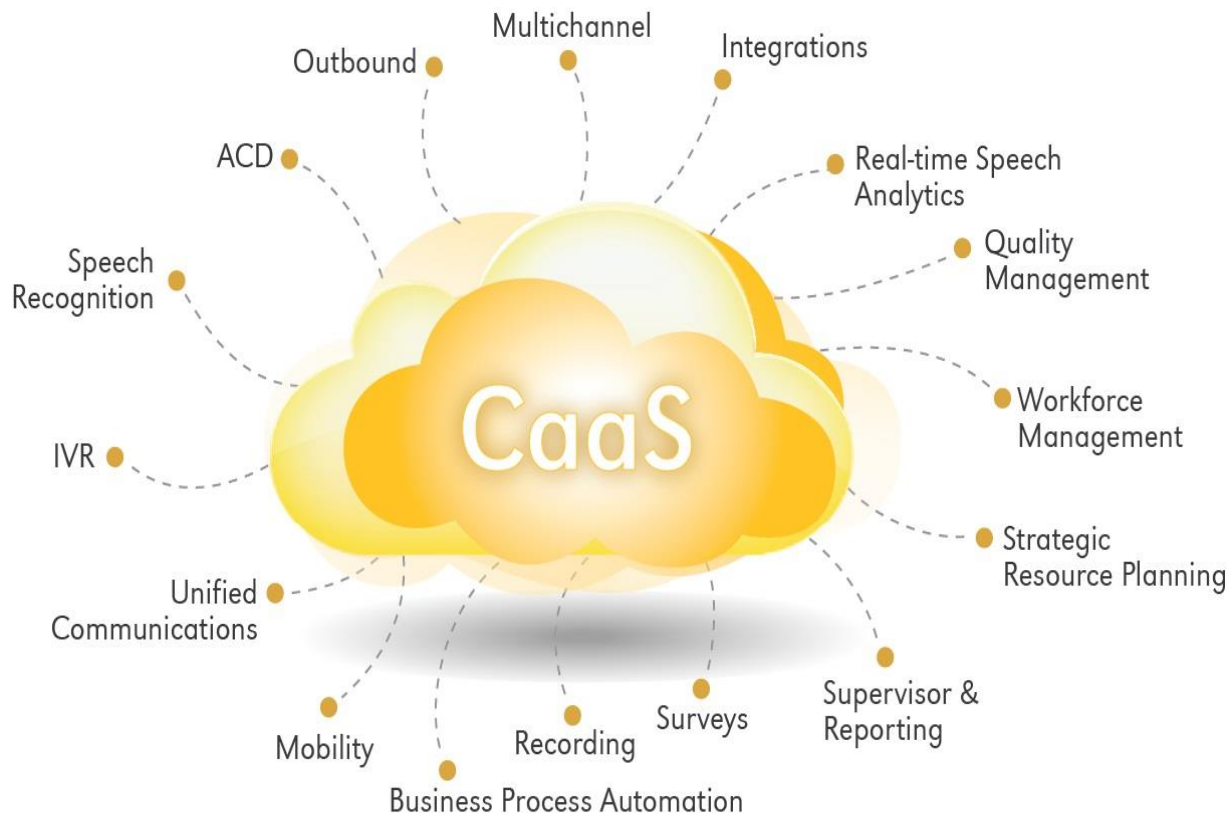 Multichannel
Integrations
Outbound
ACD
Real-time Speech
Analytics
Quality
Management
Speech
Recognition
CaaS
Workforce
Management
IVR
Strategic
Resource Planning
Unified
Communications
Supervisor &
Reporting
Surveys
Recording
Mobility
Business Process Automation